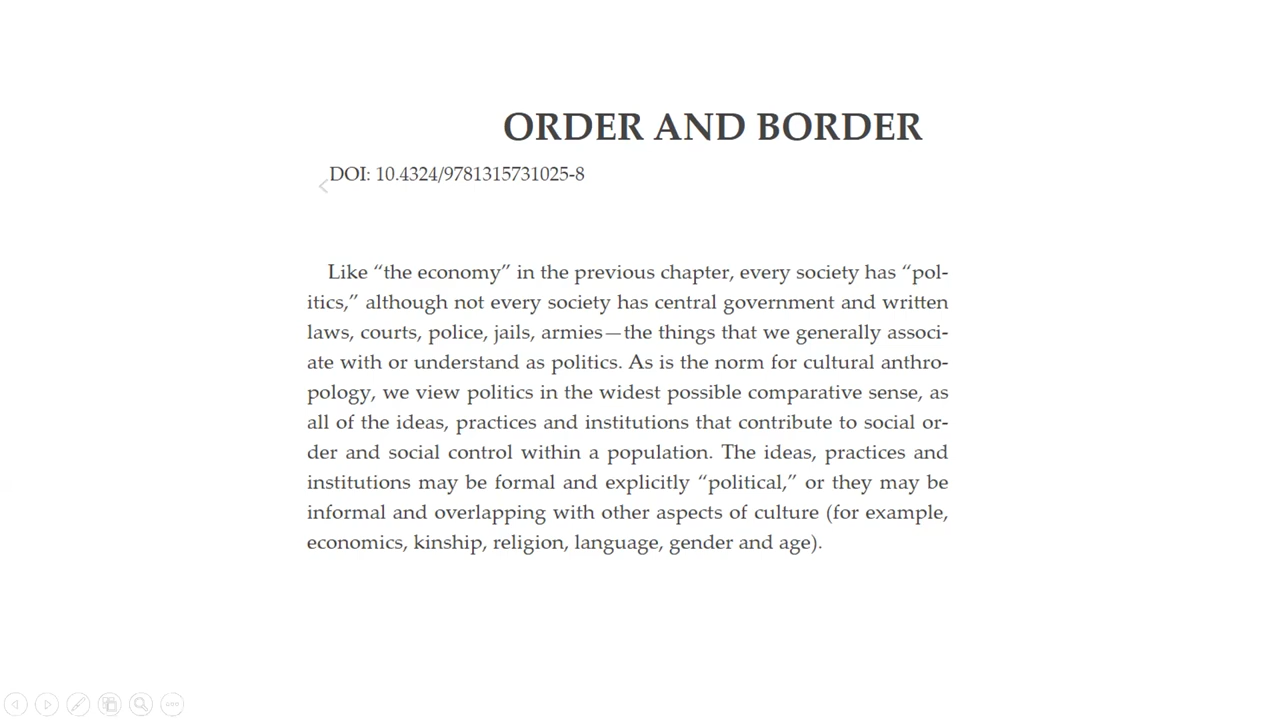 ORDER AND BORDER
DOI: 10.4324/9781315731025-8
Like “the economy” in the previous chapter, every society has “pol-
itics,” although not every society has central government and written
laws, courts, police, jails, armies—the things that we generally associ-
ate with or understand as politics. As is the norm for cultural anthro-
pology, we view politics in the widest possible comparative sense, as
all of the ideas, practices and institutions that contribute to social or-
der and social control within a population. The ideas, practices and
institutions may be formal and explicitly “political,” or they may be
informal and overlapping with other aspects of culture (for example,
economics, kinship, religion, language, gender and age).